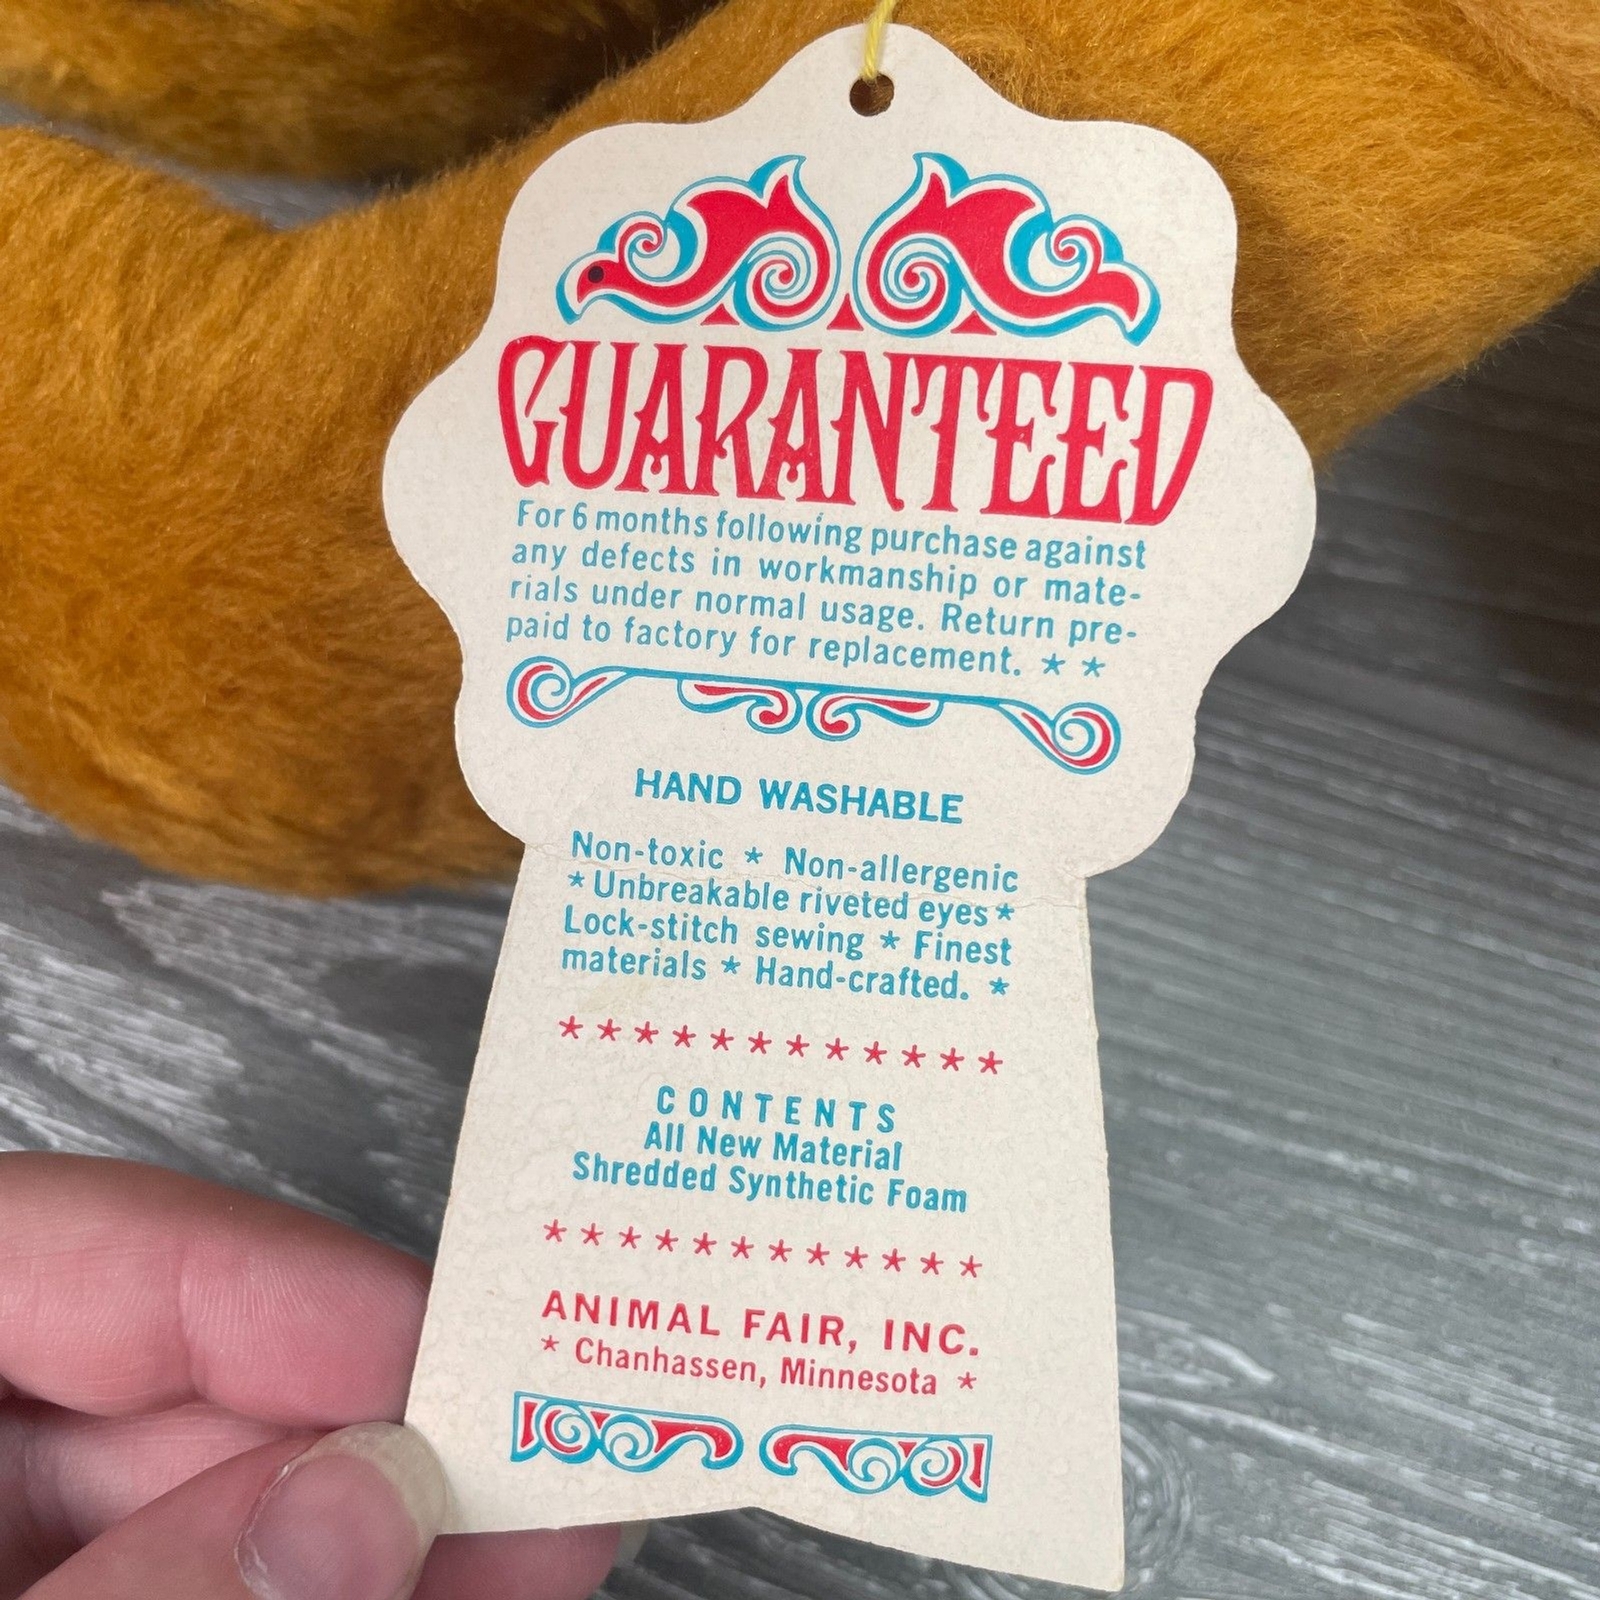 GUARANTEED
For 6 months following purchase against
any defects in workmanship or mate-
rials under normal usage. Return pre-
paid to factory for replacement. * *
HAND WASHABLE
Non-toxic * Non-allergenic
* Unbreakable riveted eyes *
Lock-stitch sewing * Finest
materials * Hand-crafted. *
* * * * * * * * * * * *
CONTENTS
All New Material
Shredded Synthetic Foam
* * * * * * * * * * * *
ANIMAL FAIR, INC.
* Chanhassen, Minnesota *